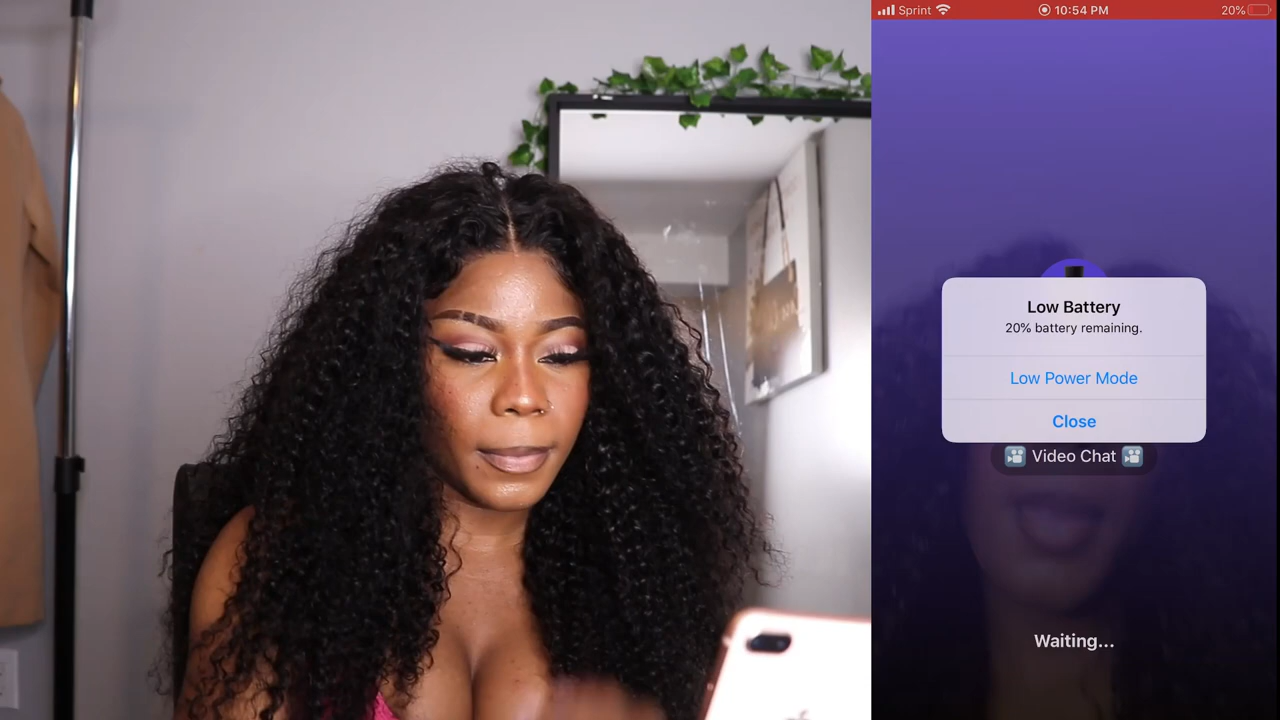 Sprint
10:54 PM
20%
Low Battery
20% battery remaining.
Low Power Mode
Close
Video Chat
Waiting...